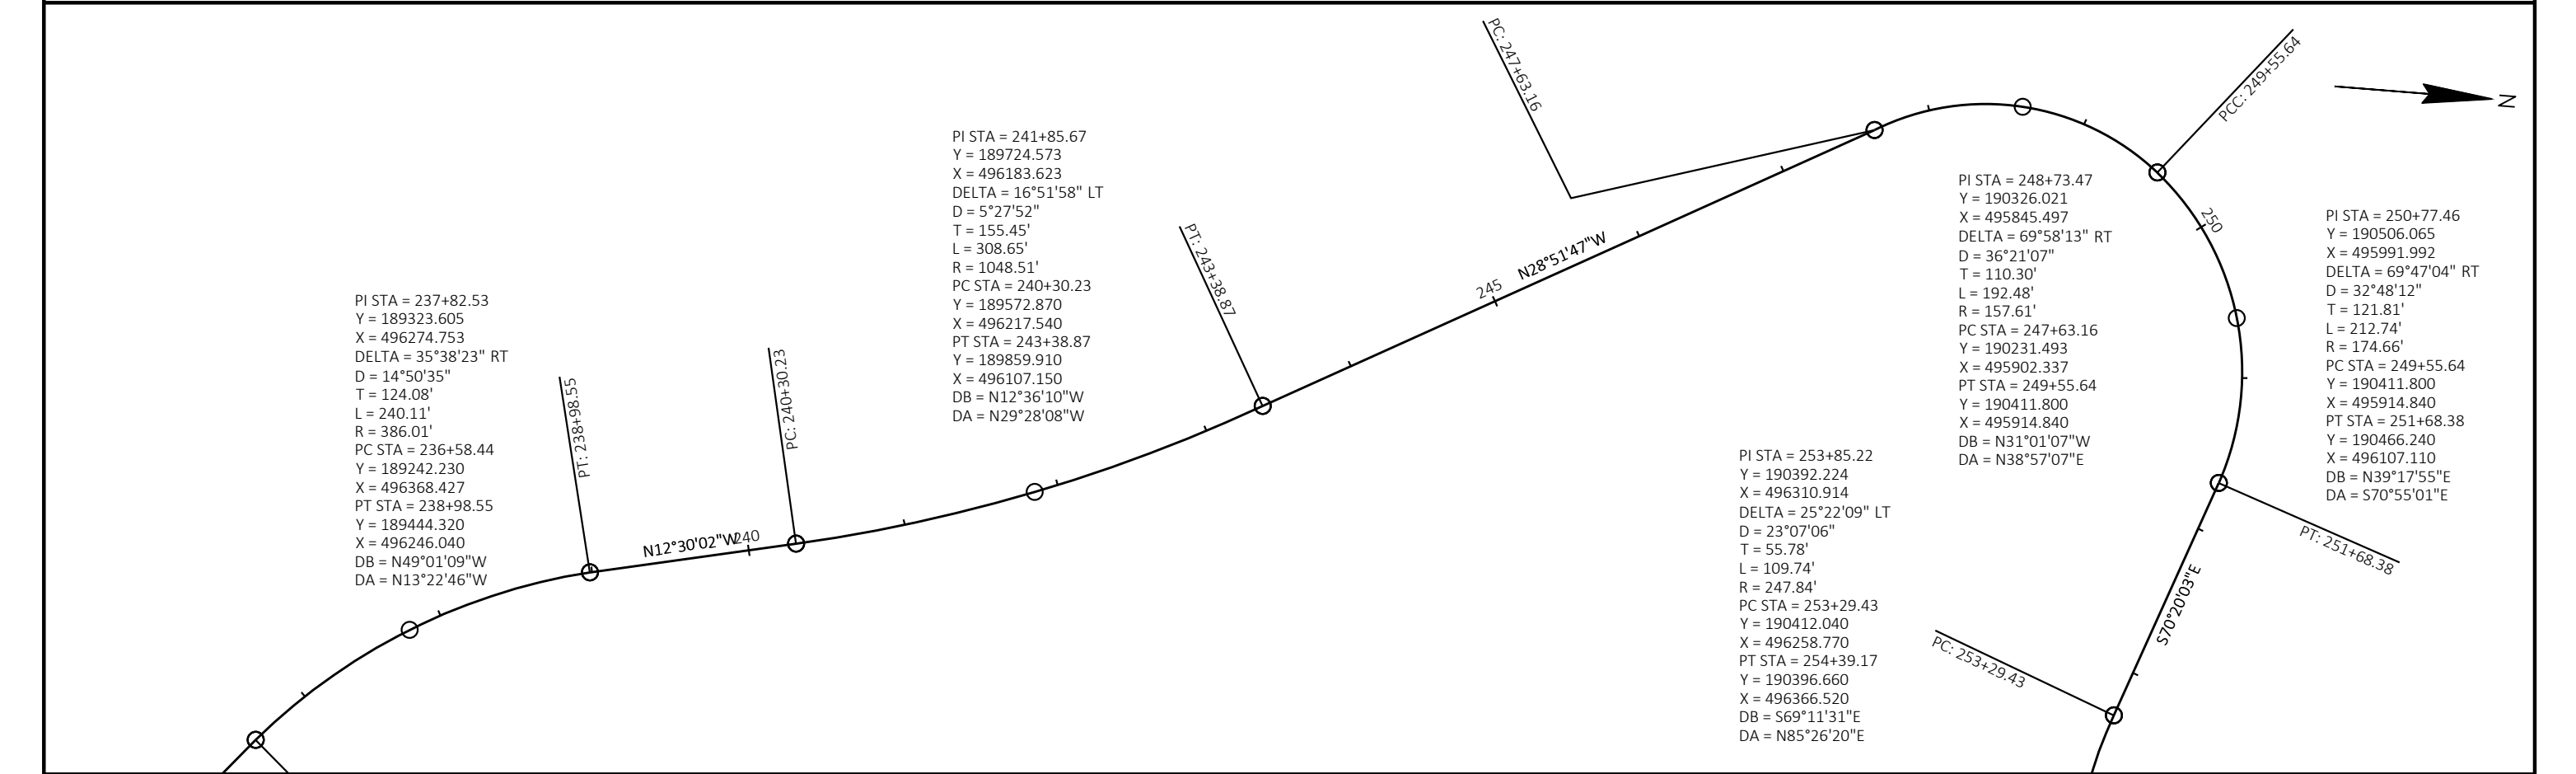 PI STA = 237+82.53
Y = 189323.605
X = 496274.753
DELTA = 35°38'23" RT
D = 14°50'35"
T = 124.08'
L = 240.11'
R = 386.01'
PC STA = 236+58.44
Y = 189242.230
X = 496368.427
PT STA = 238+98.55
Y = 189444.320
X = 496246.040
DB = N49°01'09"W
DA = N13°22'46"W
PT: 238+98.55
N12°30'02"W
240
PC: 240+30.23
PI STA = 241+85.67
Y = 189724.573
X = 496183.623
DELTA = 16°51'58" LT
D = 5°27'52"
T = 155.45'
L = 308.65'
R = 1048.51'
PC STA = 240+30.23
Y = 189572.870
X = 496217.540
PT STA = 243+38.87
Y = 189859.910
X = 496107.150
DB = N12°36'10"W
DA = N29°28'08"W
PT: 243+38.87
245
N28°51'47"W
PC: 247+63.16
PI STA = 248+73.47
Y = 190326.021
X = 495845.497
DELTA = 69°58'13" RT
D = 36°21'07"
T = 110.30'
L = 192.48'
R = 157.61'
PC STA = 247+63.16
Y = 190231.493
X = 495902.337
PT STA = 249+55.64
Y = 190411.800
X = 495914.840
DB = N31°01'07"W
DA = N38°57'07"E
PCC: 249+55.64
N
250
PI STA = 250+77.46
Y = 190506.065
X = 495991.992
DELTA = 69°47'04" RT
D = 32°48'12"
T = 121.81'
L = 212.74'
R = 174.66'
PC STA = 249+55.64
Y = 190411.800
X = 495914.840
PT STA = 251+68.38
Y = 190466.240
X = 496107.110
DB = N39°17'55"E
DA = S70°55'01"E
PT: 251+68.38
S70°20'03"E
PC: 253+29.43
PI STA = 253+85.22
Y = 190392.224
X = 496310.914
DELTA = 25°22'09" LT
D = 23°07'06"
T = 55.78'
L = 109.74'
R = 247.84'
PC STA = 253+29.43
Y = 190412.040
X = 496258.770
PT STA = 254+39.17
Y = 190396.660
X = 496366.520
DB = S69°11'31"E
DA = N85°26'20"E